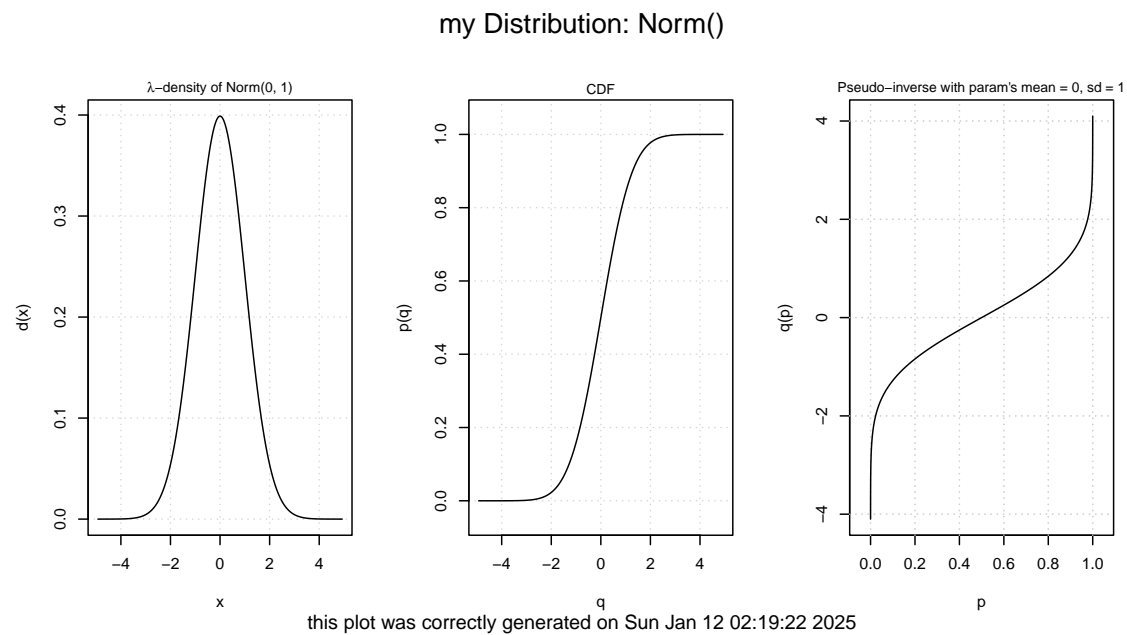 my Distribution: Norm()
λ−density of Norm(0, 1)
d(x)
0.0 0.1 0.2 0.3 0.4
−4 −2 0 2 4
x
CDF
p(q)
0.0 0.2 0.4 0.6 0.8 1.0
−4 −2 0 2 4
q
Pseudo−inverse with param's mean = 0, sd = 1
q(p)
−4 −2 0 2 4
0.0 0.2 0.4 0.6 0.8 1.0
p
this plot was correctly generated on Sun Jan 12 02:19:22 2025